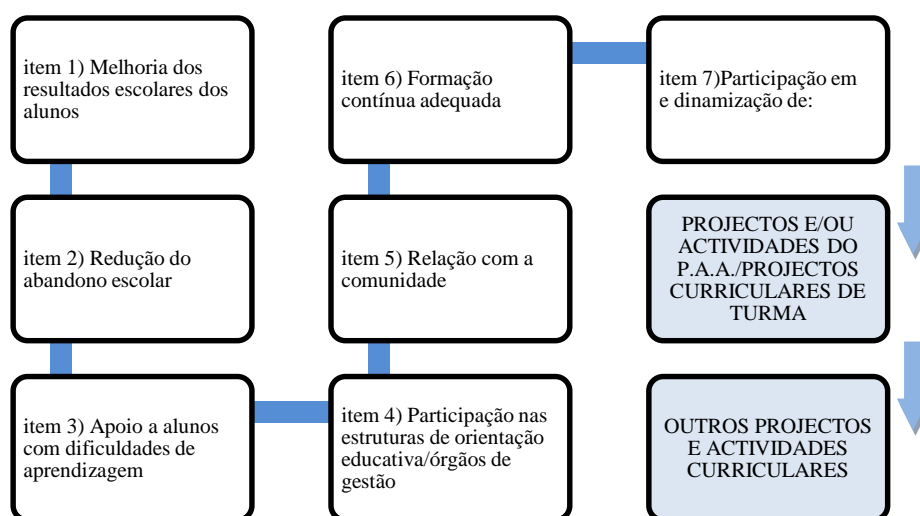 item 1) Melhoria dos
resultados escolares dos
alunos
item 2) Redução do
abandono escolar
item 3) Apoio a alunos
com dificuldades de
aprendizagem
item 4) Participação nas
estruturas de orientação
educativa/órgãos de
gestão
item 5) Relação com a
comunidade
item 6) Formação
contínua adequada
item 7)Participação em
e dinamização de:
PROJECTOS E/OU
ACTIVIDADES DO
P.A.A./PROJECTOS
CURRICULARES DE
TURMA
OUTROS PROJECTOS
E ACTIVIDADES
CURRICULARES